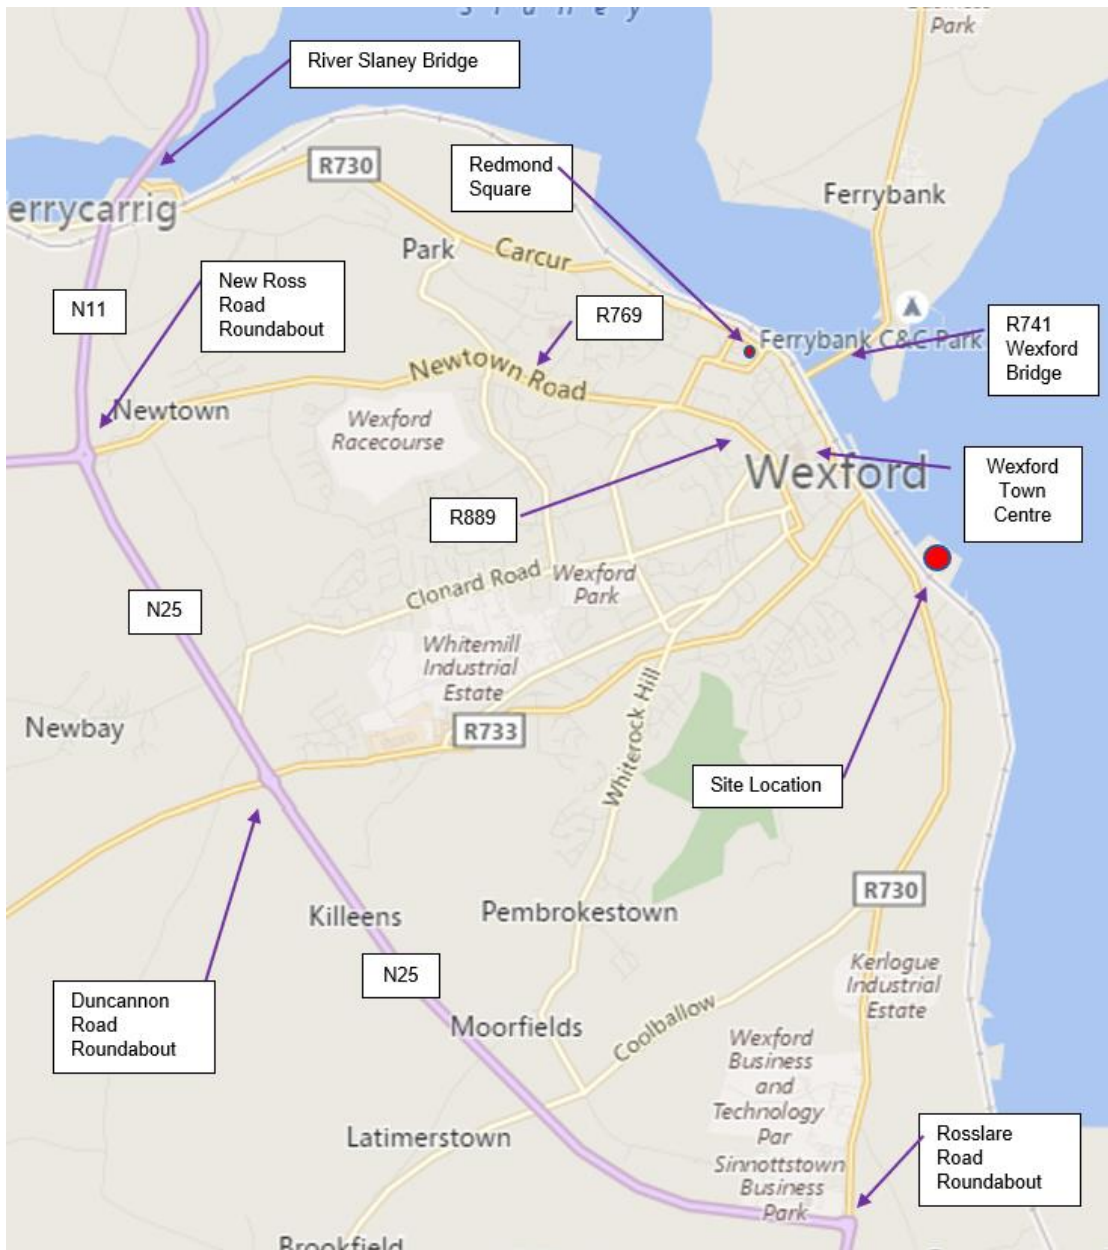 Slaney
Park
River Slaney Bridge
R730
Redmond
Square
Ferrybank
errycarrig
Park
Carcur
New Ross
Road
Roundabout
N11
R769
Ferrybank C&C Park
R741
Wexford
Bridge
Newtown Road
Newtown
Wexford
Racecourse
Wexford
Wexford
Town
Centre
R889
Clonard Road
Wexford
Park
N25
Whitemill
Industrial
Estate
Newbay
R733
Whiterock Hill
Site Location
R730
Killeens
Pembrokestown
N25
Kerlogue
Industrial
Estate
Duncannon
Road
Roundabout
Moorfields
Coolballow
Wexford
Business
and
Technology
Par
Latimerstown
Sinnottstown
Business
Park
Rosslare
Road
Roundabout
Brookfield